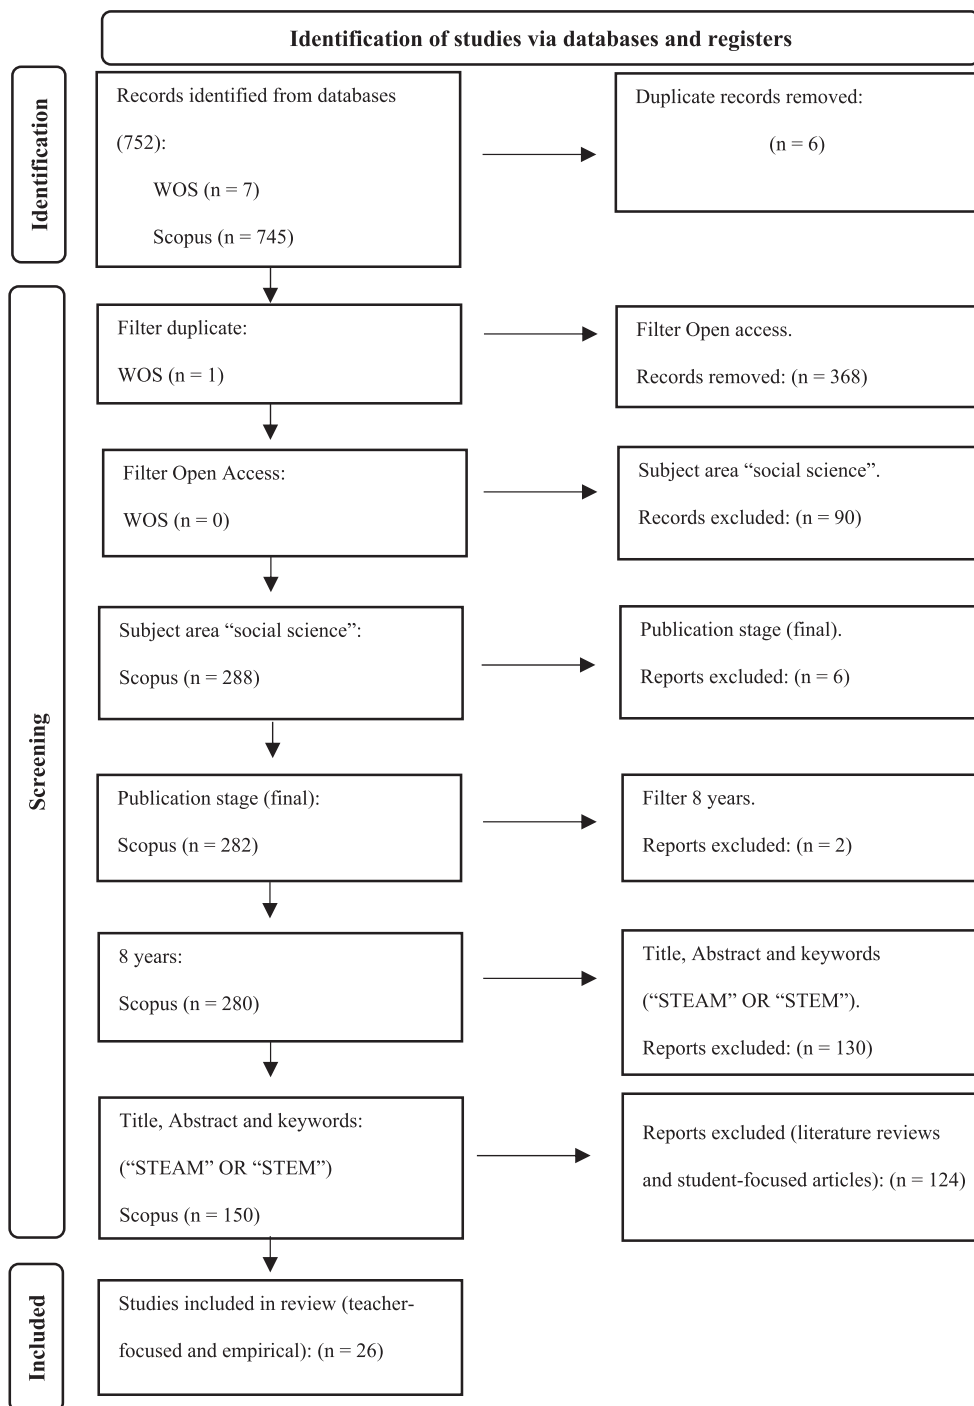 Identification of studies via databases and registers
Identification
Records identified from databases
(752):
WOS (n = 7)
Scopus (n = 745)
Duplicate records removed:
(n = 6)
Screening
Filter duplicate:
WOS (n = 1)
Filter Open access.
Records removed: (n = 368)
Filter Open Access:
WOS (n = 0)
Subject area “social science”.
Records excluded: (n = 90)
Subject area “social science”:
Scopus (n = 288)
Publication stage (final).
Reports excluded: (n = 6)
Publication stage (final):
Scopus (n = 282)
Filter 8 years.
Reports excluded: (n = 2)
8 years:
Scopus (n = 280)
Title, Abstract and keywords
(“STEAM” OR “STEM”).
Reports excluded: (n = 130)
Title, Abstract and keywords:
(“STEAM” OR “STEM”)
Scopus (n = 150)
Reports excluded (literature reviews
and student-focused articles): (n = 124)
Included
Studies included in review (teacher-
focused and empirical): (n = 26)